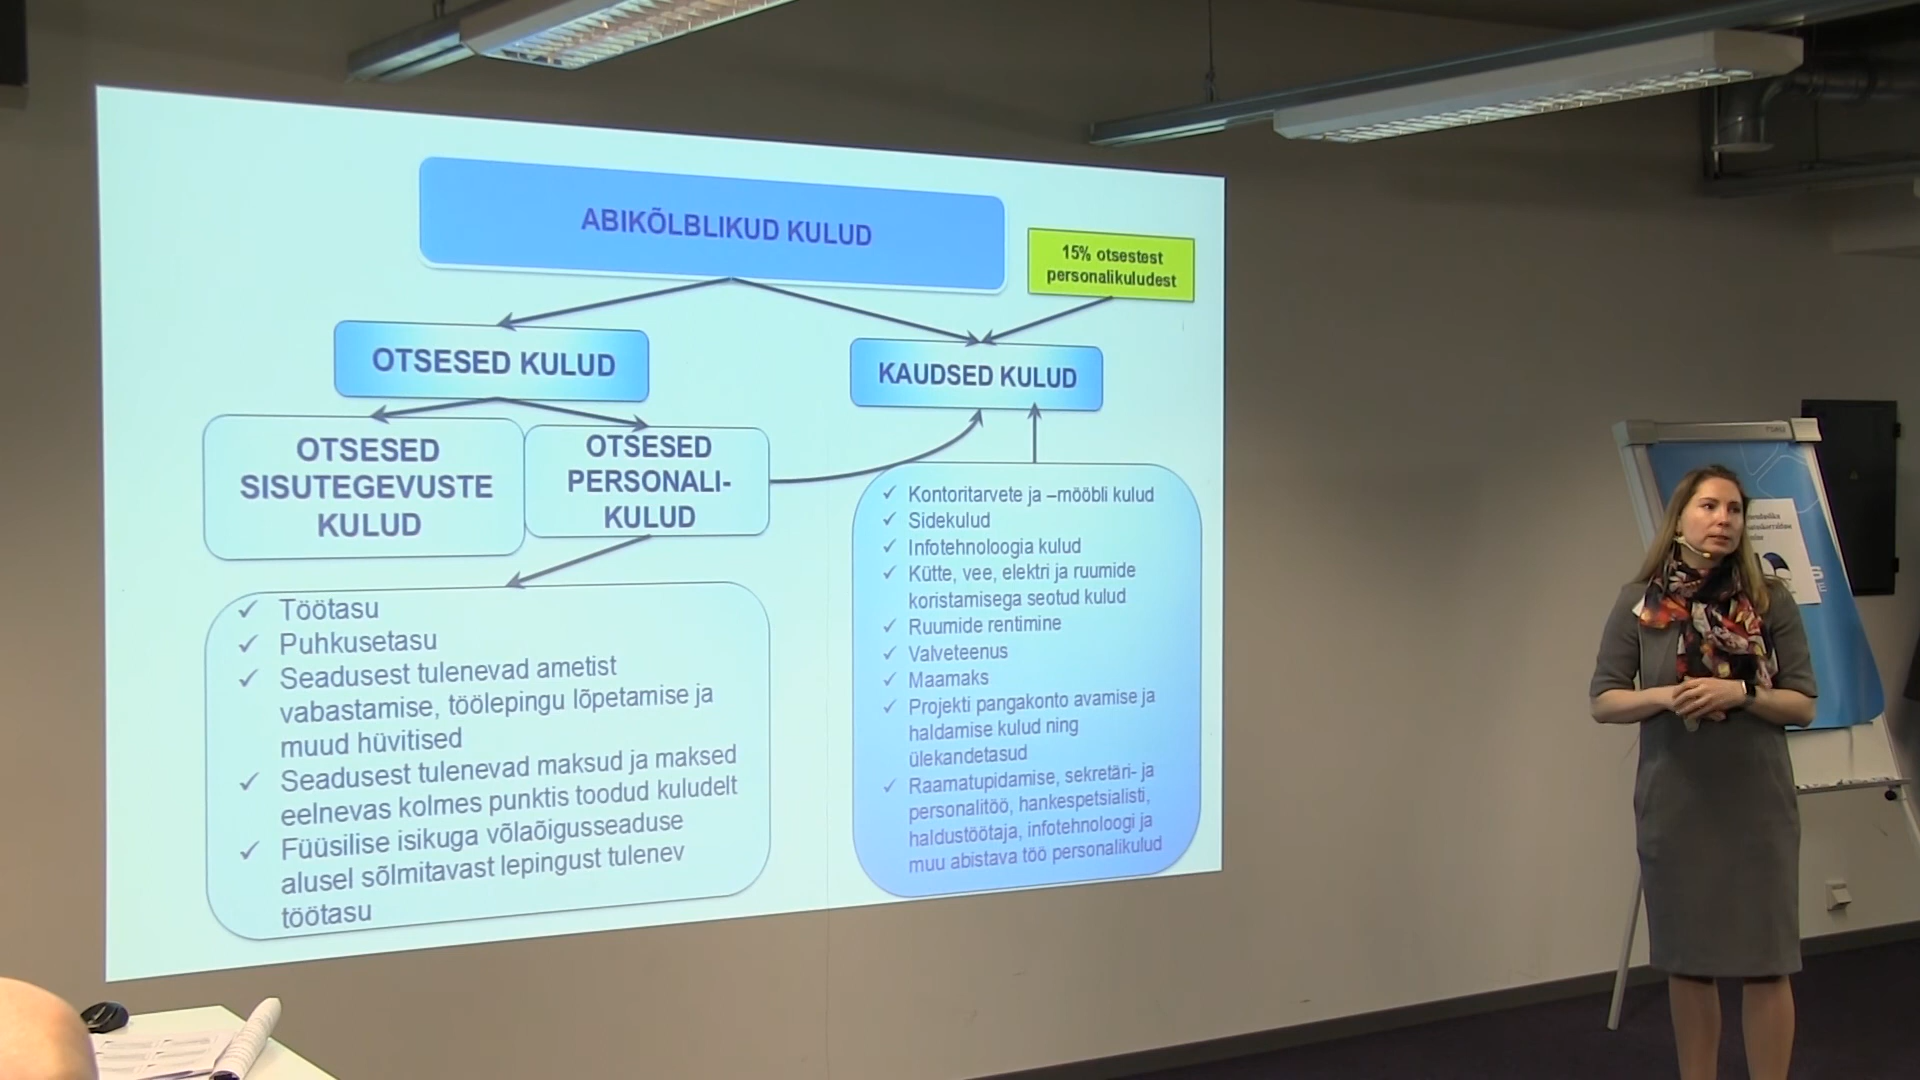 ABIKÕLBLIKUD KULUD
15% otsestest
personalikuludest
OTSESED KULUD
KAUDSED KULUD
OTSESED
SISUTEGEVUSTE
KULUD
OTSESED
PERSONALI-
KULUD
✓ Töötasu
✓ Puhkusetasu
✓ Seadusest tulenevad ametist
vabastamise, töölepingu lõpetamise ja
muud hüvitised
✓ Seadusest tulenevad maksud ja maksed
eelnevas kolmes punktis toodud kuludelt
✓ Füüsilise isikuga võlaõigusseaduse
alusel sõlmitavast lepingust tulenev
töötasu
✓ Kontoritarvete ja –mööbli kulud
✓ Sidekulud
✓ Infotehnoloogia kulud
✓ Kütte, vee, elektri ja ruumide
koristamisega seotud kulud
✓ Ruumide rentimine
✓ Valveteenus
✓ Maamaks
✓ Projekti pangakonto avamise ja
haldamise kulud ning
ülekandetasud
✓ Raamatupidamise, sekretäri- ja
personalitöö, hankespetsialisti,
haldustöötaja, infotehnoloogi ja
muu abistava töö personalikulud